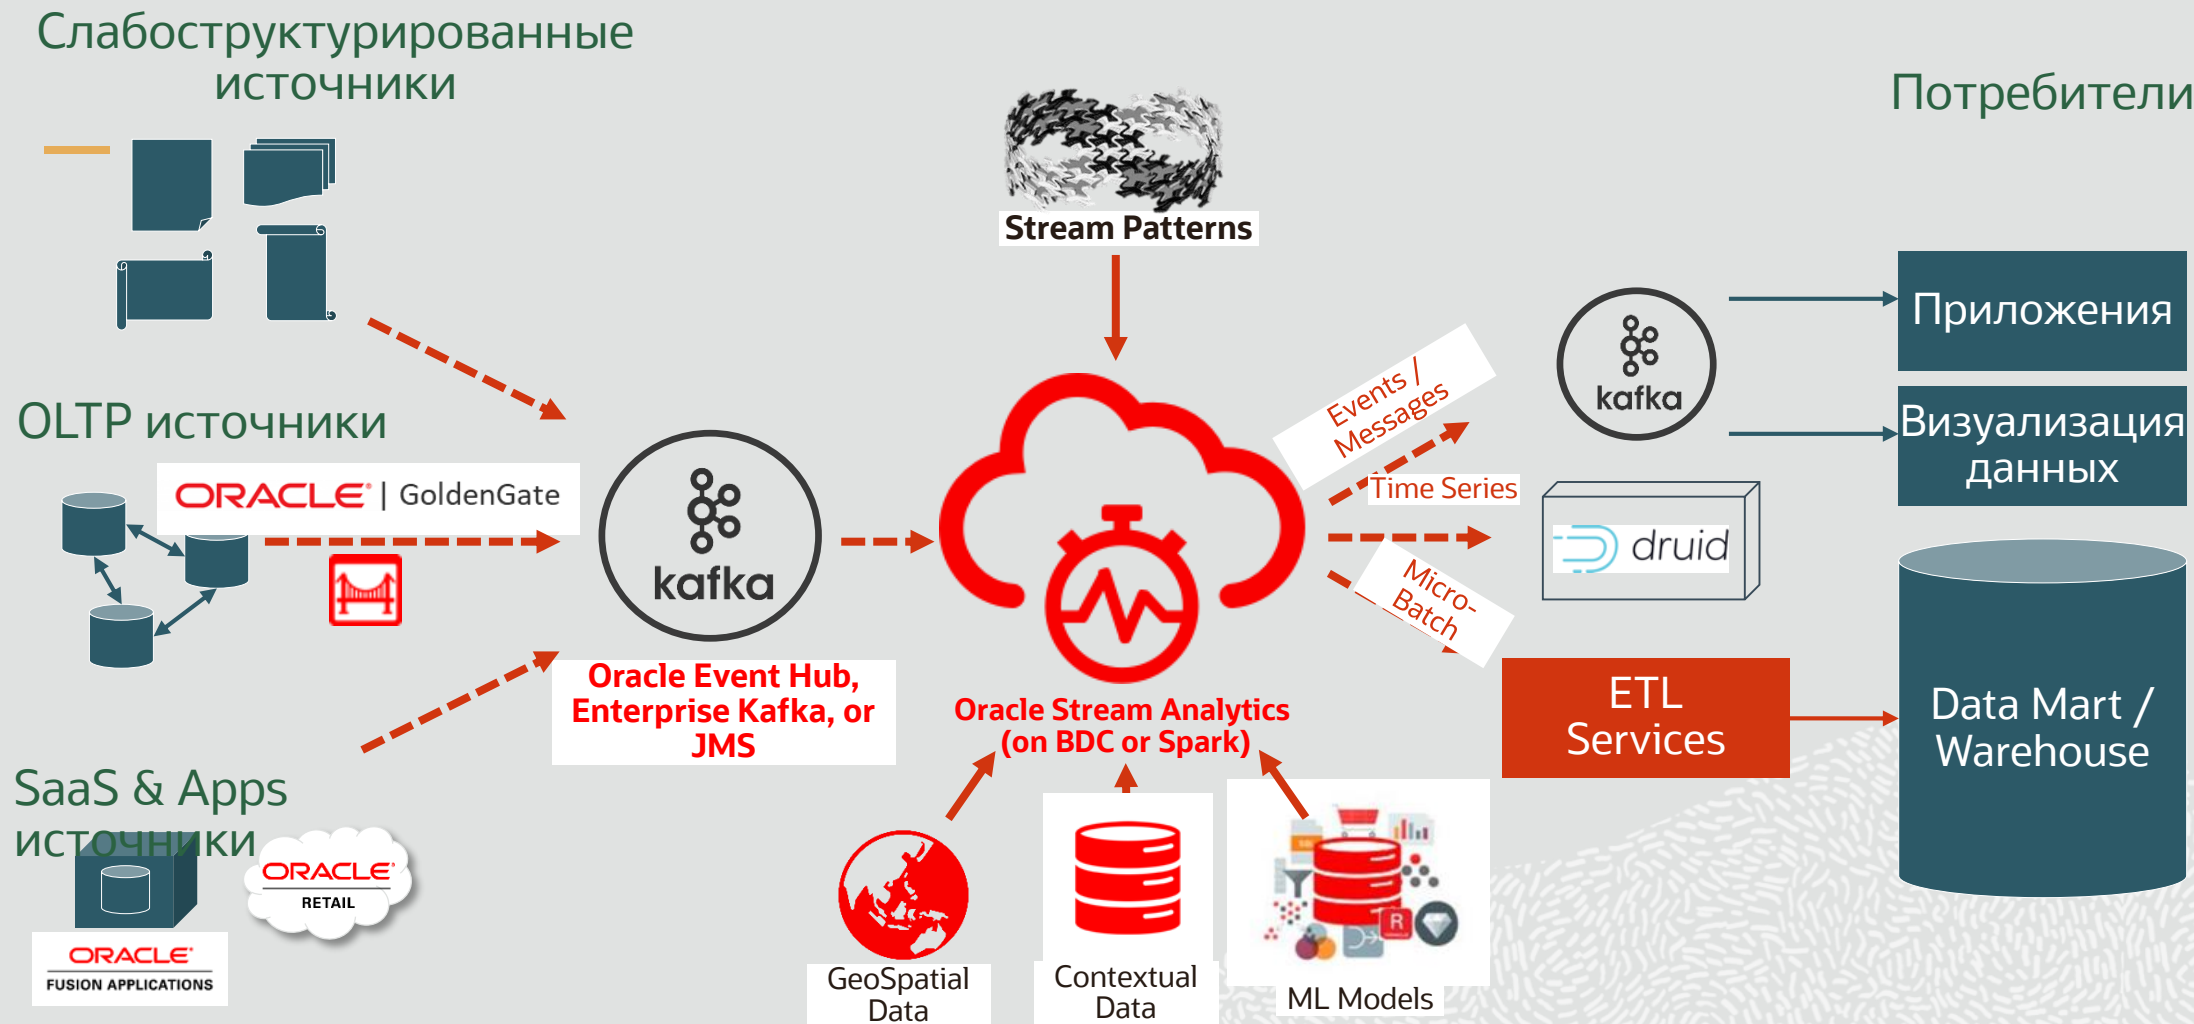 Слабоструктурированные
источники
Потребители
Stream Patterns
Приложения
Визуализация
данных
kafka
Events /
Messages
Time Series
druid
Micro-
Batch
OLTP источники
ORACLE | GoldenGate
kafka
Oracle Event Hub,
Enterprise Kafka, or
JMS
Oracle Stream Analytics
(on BDC or Spark)
ETL
Services
Data Mart /
Warehouse
SaaS & Apps
источники
ORACLE
RETAIL
ORACLE
FUSION APPLICATIONS
GeoSpatial
Data
Contextual
Data
R
ML Models